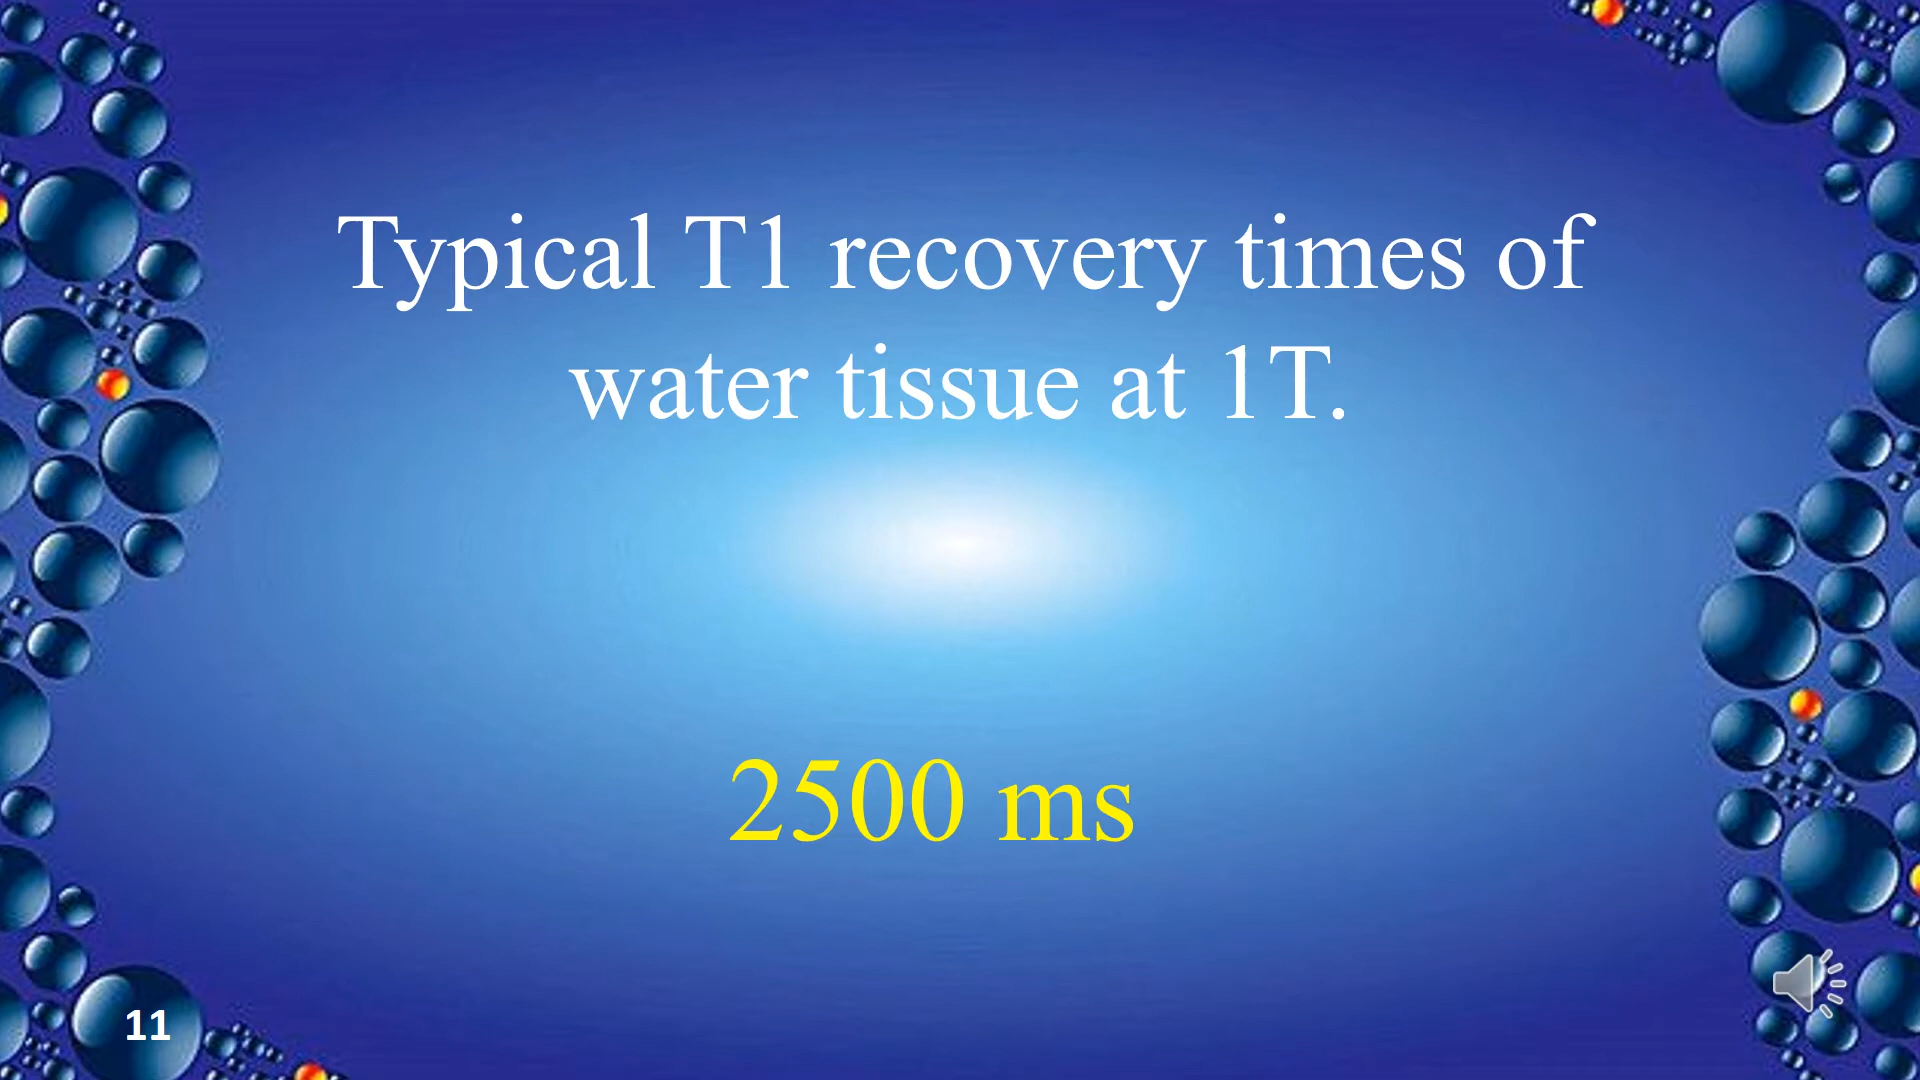 Typical T1 recovery times of
water tissue at 1T.
2500 ms
11